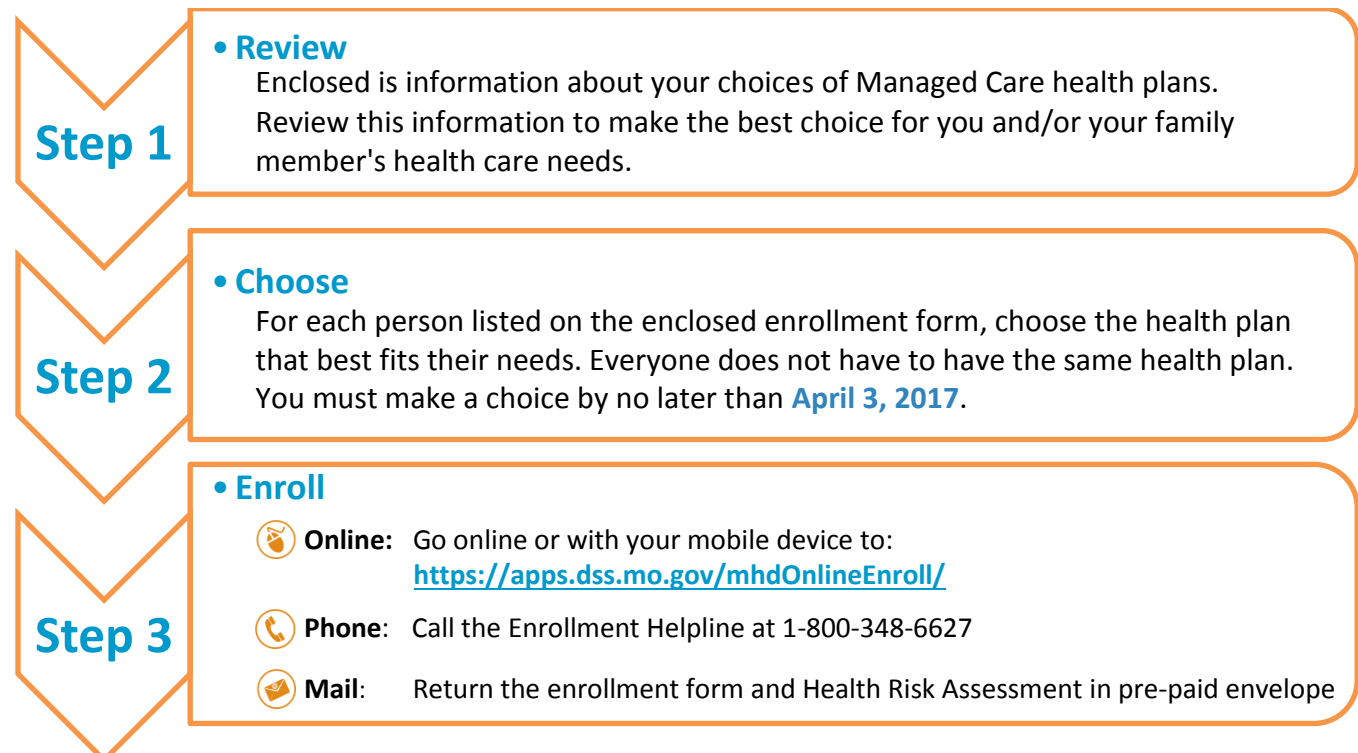 Step 1
• Review
Enclosed is information about your choices of Managed Care health plans.
Review this information to make the best choice for you and/or your family
member's health care needs.
Step 2
• Choose
For each person listed on the enclosed enrollment form, choose the health plan
that best fits their needs. Everyone does not have to have the same health plan.
You must make a choice by no later than April 3, 2017.
Step 3
• Enroll
Online: Go online or with your mobile device to:
https://apps.dss.mo.gov/mhdOnlineEnroll/
Phone: Call the Enrollment Helpline at 1-800-348-6627
Mail: Return the enrollment form and Health Risk Assessment in pre-paid envelope